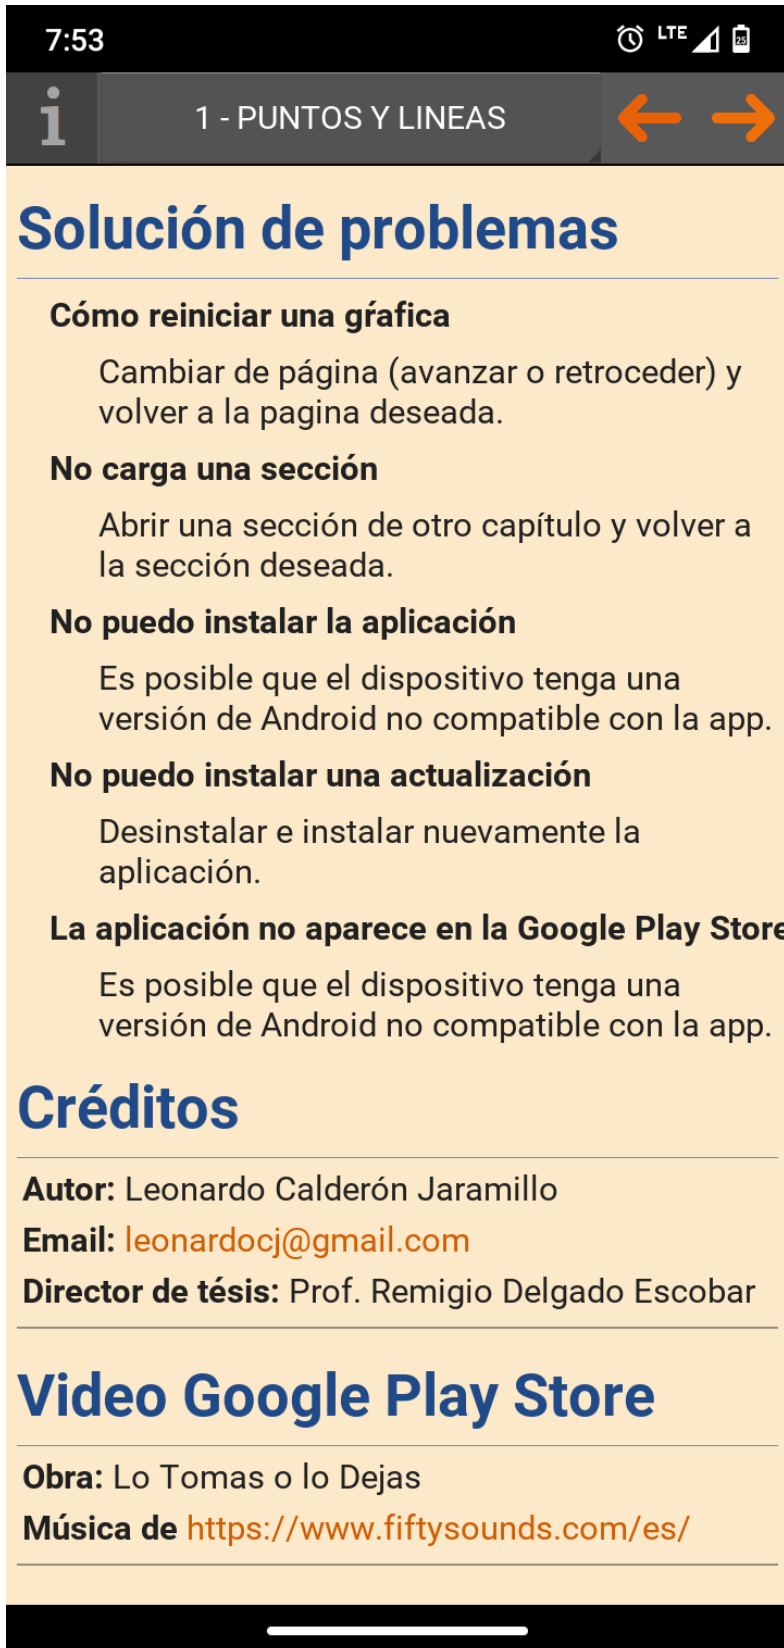 7:53
LTE
25
i
1 - PUNTOS Y LINEAS
Solución de problemas
Cómo reiniciar una gŕafica
Cambiar de página (avanzar o retroceder) y
volver a la pagina deseada.
No carga una sección
Abrir una sección de otro capítulo y volver a
la sección deseada.
No puedo instalar la aplicación
Es posible que el dispositivo tenga una
versión de Android no compatible con la app.
No puedo instalar una actualización
Desinstalar e instalar nuevamente la
aplicación.
La aplicación no aparece en la Google Play Store
Es posible que el dispositivo tenga una
versión de Android no compatible con la app.
Créditos
Autor: Leonardo Calderón Jaramillo
Email: leonardocj@gmail.com
Director de tésis: Prof. Remigio Delgado Escobar
Video Google Play Store
Obra: Lo Tomas o lo Dejas
Música de https://www.fiftysounds.com/es/